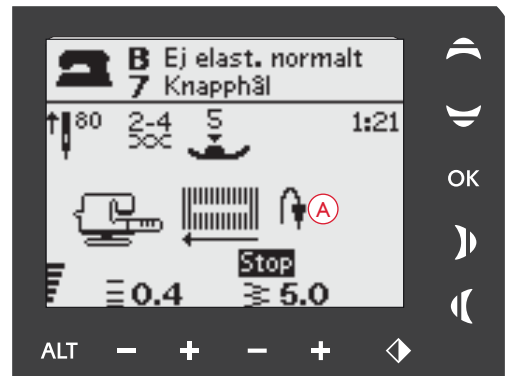 B Ej elast. normalt
7 Knapphål
80 2-4 5 1:21
A
Stop
0.4 5.0
OK
ALT - + - +